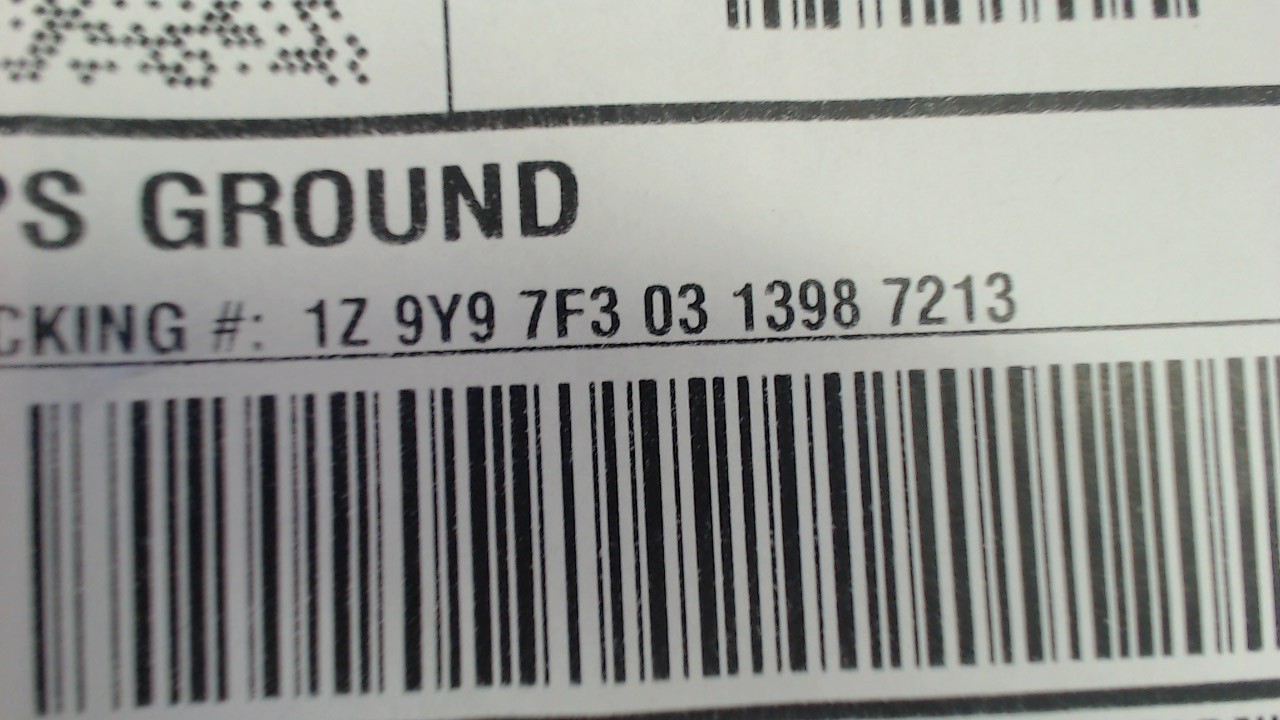 PS GROUND
CKING #: 1Z 9Y9 7F3 03 1398 7213